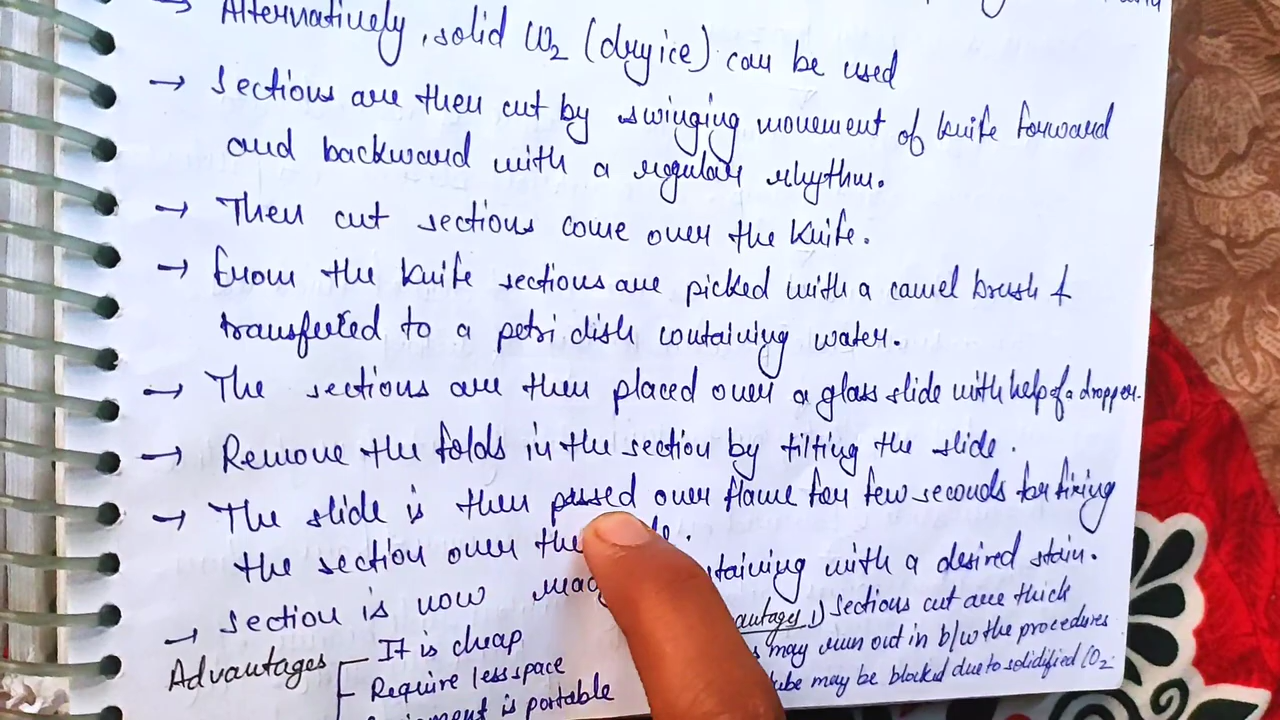 → Alternatively, solid CO2 (dry ice) can be used
→ Sections are then cut by swinging movement of knife forward
and backward with a regular rhythm.
→ Then cut sections come over the knife.
→ From the knife sections are picked with a camel brush &
transferred to a petri dish containing water.
→ The sections are then placed over a glass slide with help of a dropper.
→ Remove the folds in the section by tilting the slide.
→ The slide is then passed over flame for few seconds for fixing
the section over the
→ Section is now with a desired stain.
Advantages It is cheap
Require less space
is portable
1) Sections cut are thick
may run out in b/w the procedures
may be blocked due to solidified CO2.